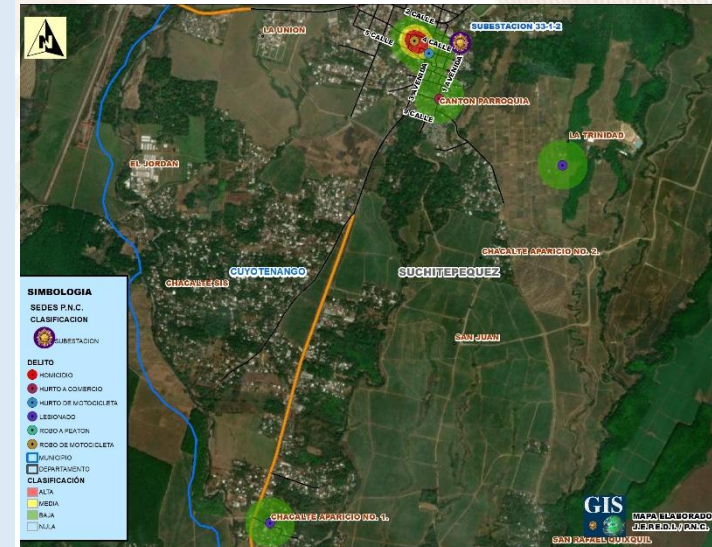 N
2 CALLE
LA UNION
5 CALLE
4 CALLE
SUBESTACION 33-1-2
3 AVENIDA
1 AVENIDA
CANTON PARROQUIA
LA TRINIDAD
EL JORDAN
CHACALTE APARICIO NO. 2.
CUYOTENANGO
SUCHITEPEQUEZ
CHACALTE SIS
SAN JUAN
SIMBOLOGIA
SEDES P.N.C.
CLASIFICACION
SUBESTACION
DELITO
HOMICIDIO
HURTO A COMERCIO
HURTO DE MOTOCICLETA
LESIONADO
ROBO A PEATON
ROBO DE MOTOCICLETA
MUNICIPIO
DEPARTAMENTO
CLASIFICACIÓN
ALTA
MEDIA
BAJA
NULA
CHACALTE APARICIO NO. 1.
GIS
MAPA ELABORADO
J.E.RE.D.I./ P.N.C.
SAN RAFAEL QUIXQUIL